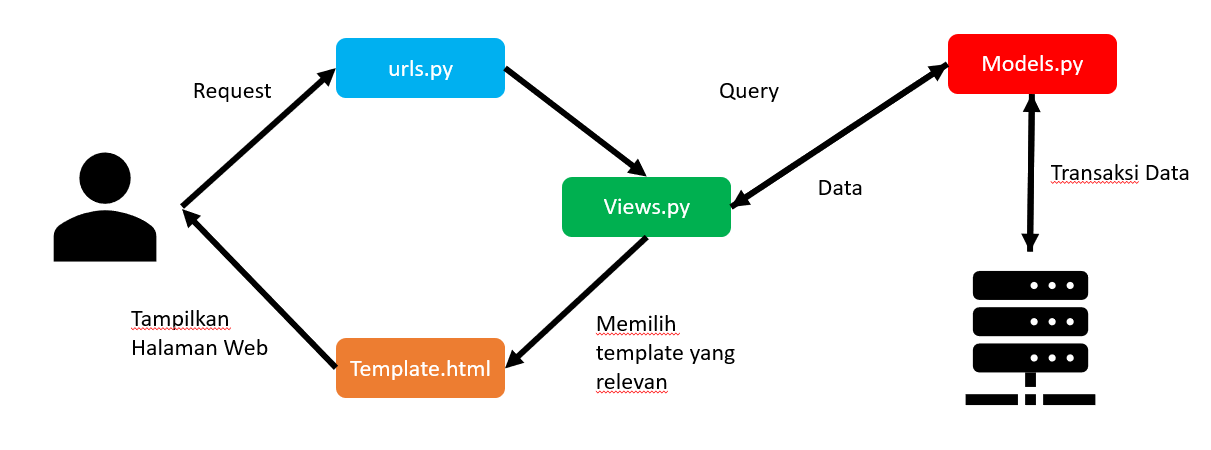 Request
urls.py
Query
Models.py
Data
Transaksi Data
Views.py
Tampilkan
Halaman Web
Template.html
Memilih
template yang
relevan